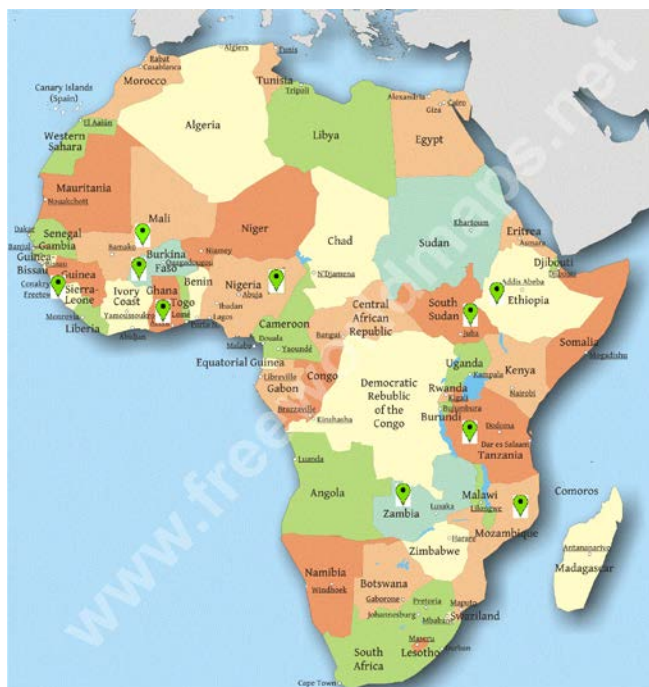 Algiers
Tunis
Rabat
Casablanca
Morocco
Tunisia
Tripoli
Canary Islands
(Spain)
Alexandria
Cairo
Giza
El Aaiún
Western
Sahara
Algeria
Libya
Egypt
Mauritania
Nouakchott
Mali
Niger
Chad
Sudan
Khartoum
Eritrea
Asmara
Dakar
Senegal
Banjul
Gambia
Bamako
Burkina
Faso
Ouagadougou
Niamey
N'Djamena
Djibouti
Djibouti
Guinea
Bissau
Guinea
Conakry
Freetown
Sierra-
Leone
Ivory
Coast
Ghana
Togo
Benin
Nigeria
Abuja
Ibadan
Lagos
Addis Abeba
Ethiopia
Monrovia
Liberia
Yamoussoukro
Abidjan
Lomé
Cameroon
Douala
Yaoundé
Malabo
Central
African
Republic
Bangui
South
Sudan
Juba
Somalia
Mogadishu
Equatorial Guinea
Libreville
Gabon
Congo
Brazzaville
Kinshasha
Democratic
Republic
of the
Congo
Uganda
Kampala
Kenya
Nairobi
Rwanda
Kigali
Burundi
Bujumbura
Dodoma
Dar es Salaam
Tanzania
Luanda
Angola
Zambia
Lusaka
Malawi
Lilongwe
Mozambique
Comoros
Harare
Zimbabwe
Antananarivo
Madagascar
Namibia
Windhoek
Botswana
Gaborone
Pretoria
Johannesburg
Maputo
Mbabane
Swaziland
Maseru
Lesotho
Durban
South
Africa
Cape Town
www.freeworldmaps.net